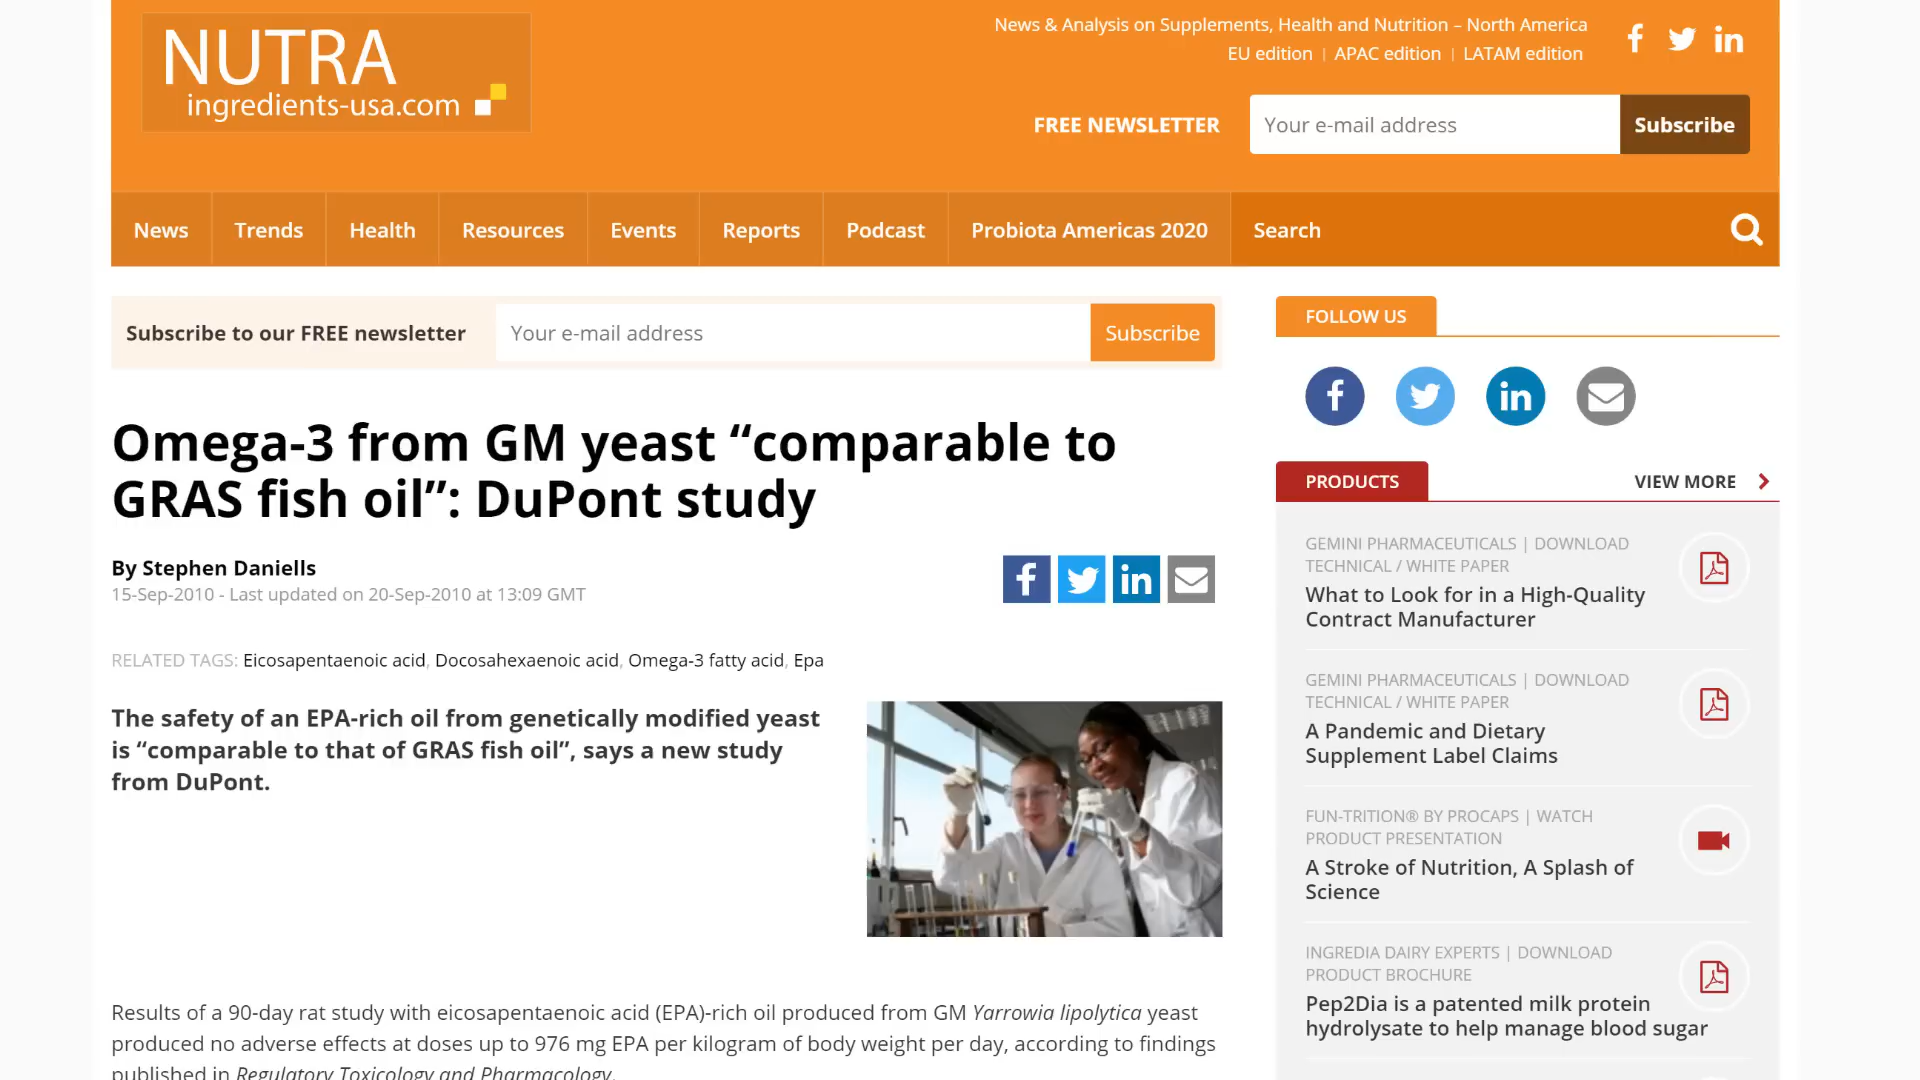 NUTRA
ingredients-usa.com
News & Analysis on Supplements, Health and Nutrition – North America
EU edition | APAC edition | LATAM edition
FREE NEWSLETTER
Your e-mail address
Subscribe
News
Trends
Health
Resources
Events
Reports
Podcast
Probiota Americas 2020
Search
Subscribe to our FREE newsletter
Your e-mail address
Subscribe
Omega-3 from GM yeast “comparable to
GRAS fish oil”: DuPont study
By Stephen Daniells
15-Sep-2010 - Last updated on 20-Sep-2010 at 13:09 GMT
RELATED TAGS: Eicosapentaenoic acid, Docosahexaenoic acid, Omega-3 fatty acid, Epa
The safety of an EPA-rich oil from genetically modified yeast
is “comparable to that of GRAS fish oil”, says a new study
from DuPont.
Results of a 90-day rat study with eicosapentaenoic acid (EPA)-rich oil produced from GM Yarrowia lipolytica yeast
produced no adverse effects at doses up to 976 mg EPA per kilogram of body weight per day, according to findings
published in Regulatory Toxicology and Pharmacology.
FOLLOW US
PRODUCTS
VIEW MORE
GEMINI PHARMACEUTICALS | DOWNLOAD
TECHNICAL / WHITE PAPER
What to Look for in a High-Quality
Contract Manufacturer
GEMINI PHARMACEUTICALS | DOWNLOAD
TECHNICAL / WHITE PAPER
A Pandemic and Dietary
Supplement Label Claims
FUN-TRITION® BY PROCAPS | WATCH
PRODUCT PRESENTATION
A Stroke of Nutrition, A Splash of
Science
INGREDIA DAIRY EXPERTS | DOWNLOAD
PRODUCT BROCHURE
Pep2Dia is a patented milk protein
hydrolysate to help manage blood sugar